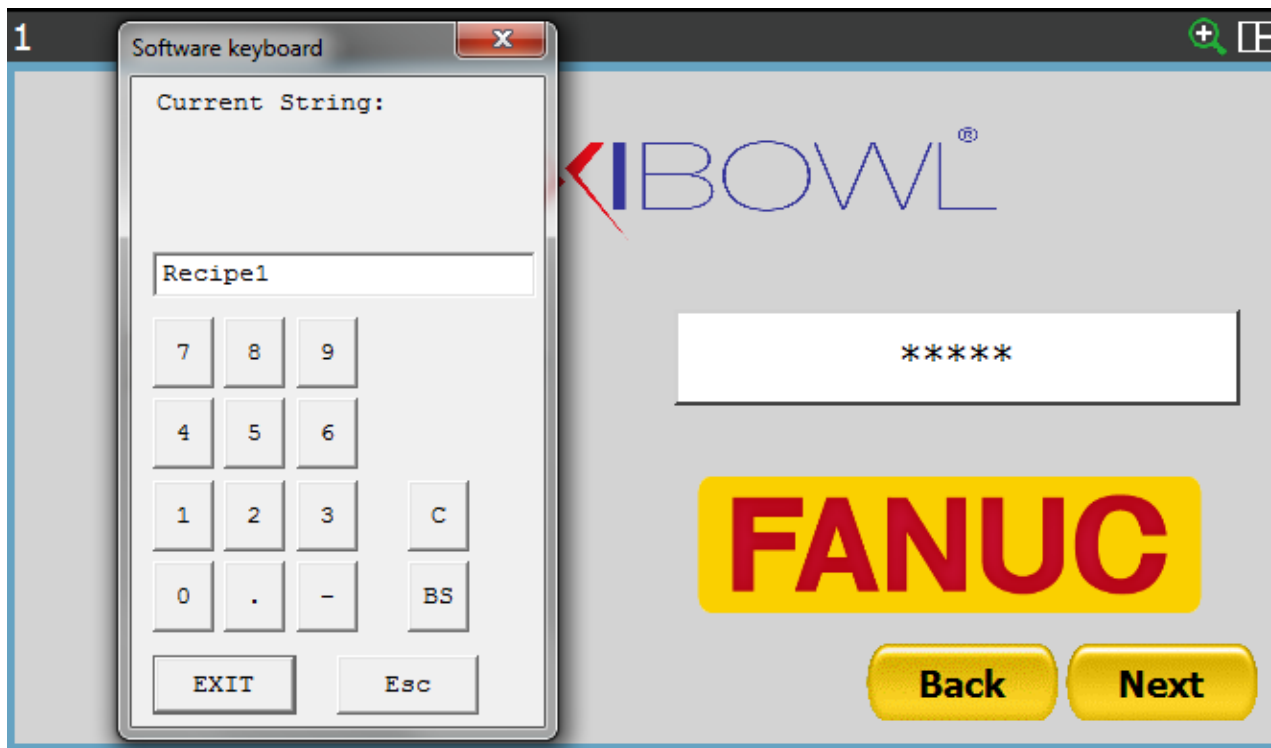 1
Software keyboard
X
Current String:
Recipe1
7 8 9
4 5 6
1 2 3 C
0 . - BS
EXIT Esc
XIBOWL®
*****
FANUC
Back Next